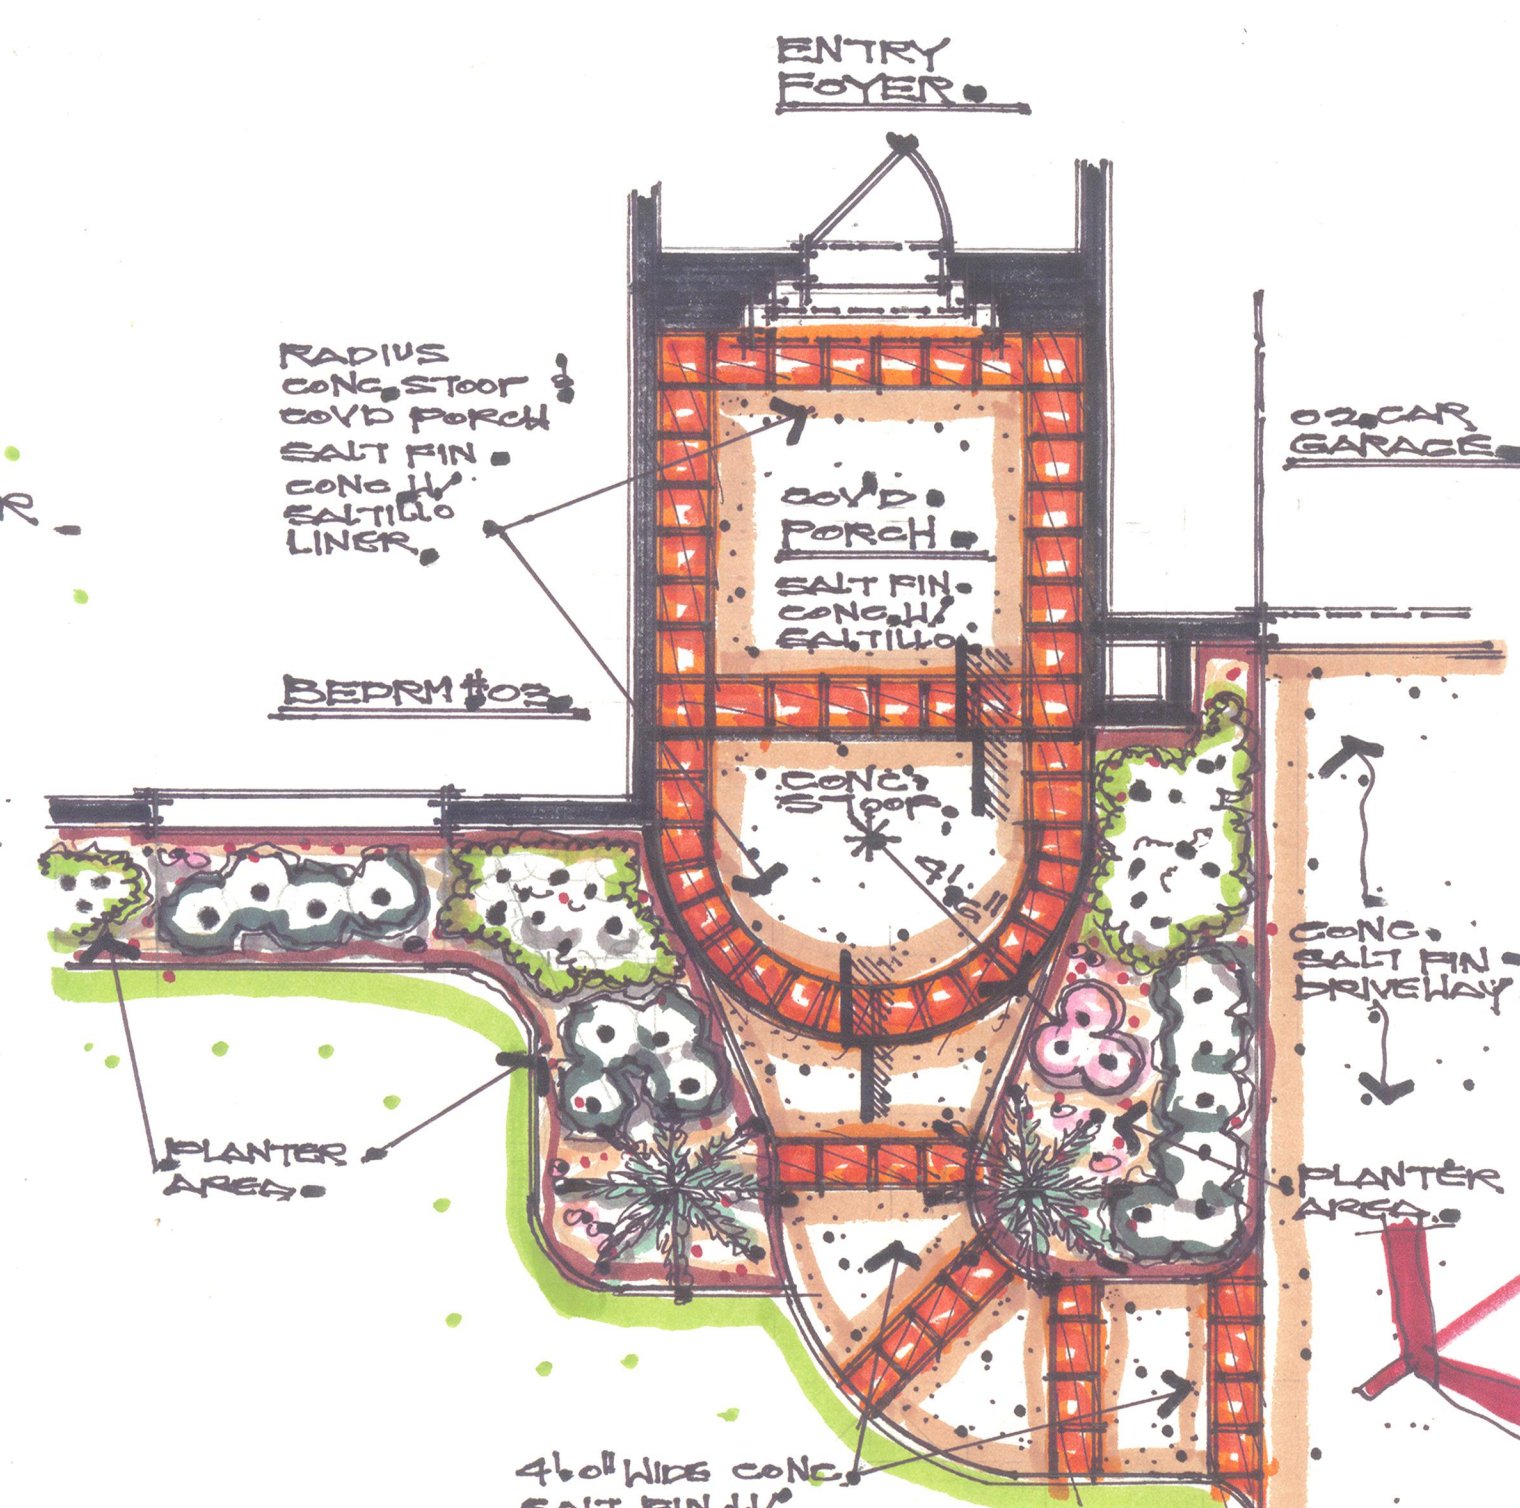 ENTRY
FOYER.
RADIUS
CONC. STOOP &
COV'D PORCH
SALT FIN.
CONC. W/
SALTILLO
LINER.
02. CAR
GARAGE.
R.
COV'D.
PORCH.
SALT FIN.
CONC. W/
SALTILLO
BEDRM #03.
CONC.
STOOP.
4'.6"
CONC.
SALT FIN.
DRIVEWAY
PLANTER
AREA.
PLANTER
AREA.
4'.0" WIDE CONC.
SALT FIN W/